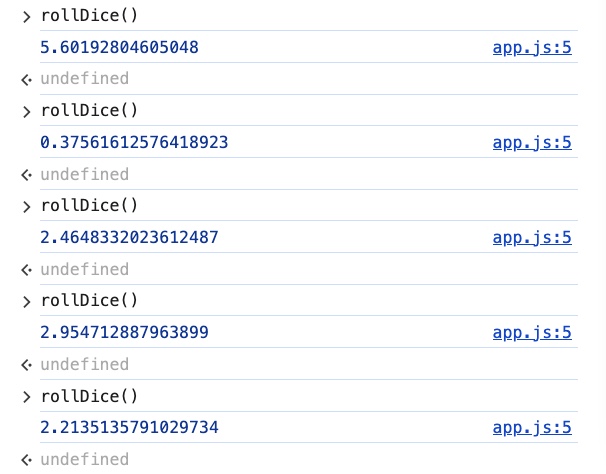 rollDice()
5.60192804605048 app.js:5
undefined
rollDice()
0.37561612576418923 app.js:5
undefined
rollDice()
2.4648332023612487 app.js:5
undefined
rollDice()
2.954712887963899 app.js:5
undefined
rollDice()
2.2135135791029734 app.js:5
undefined